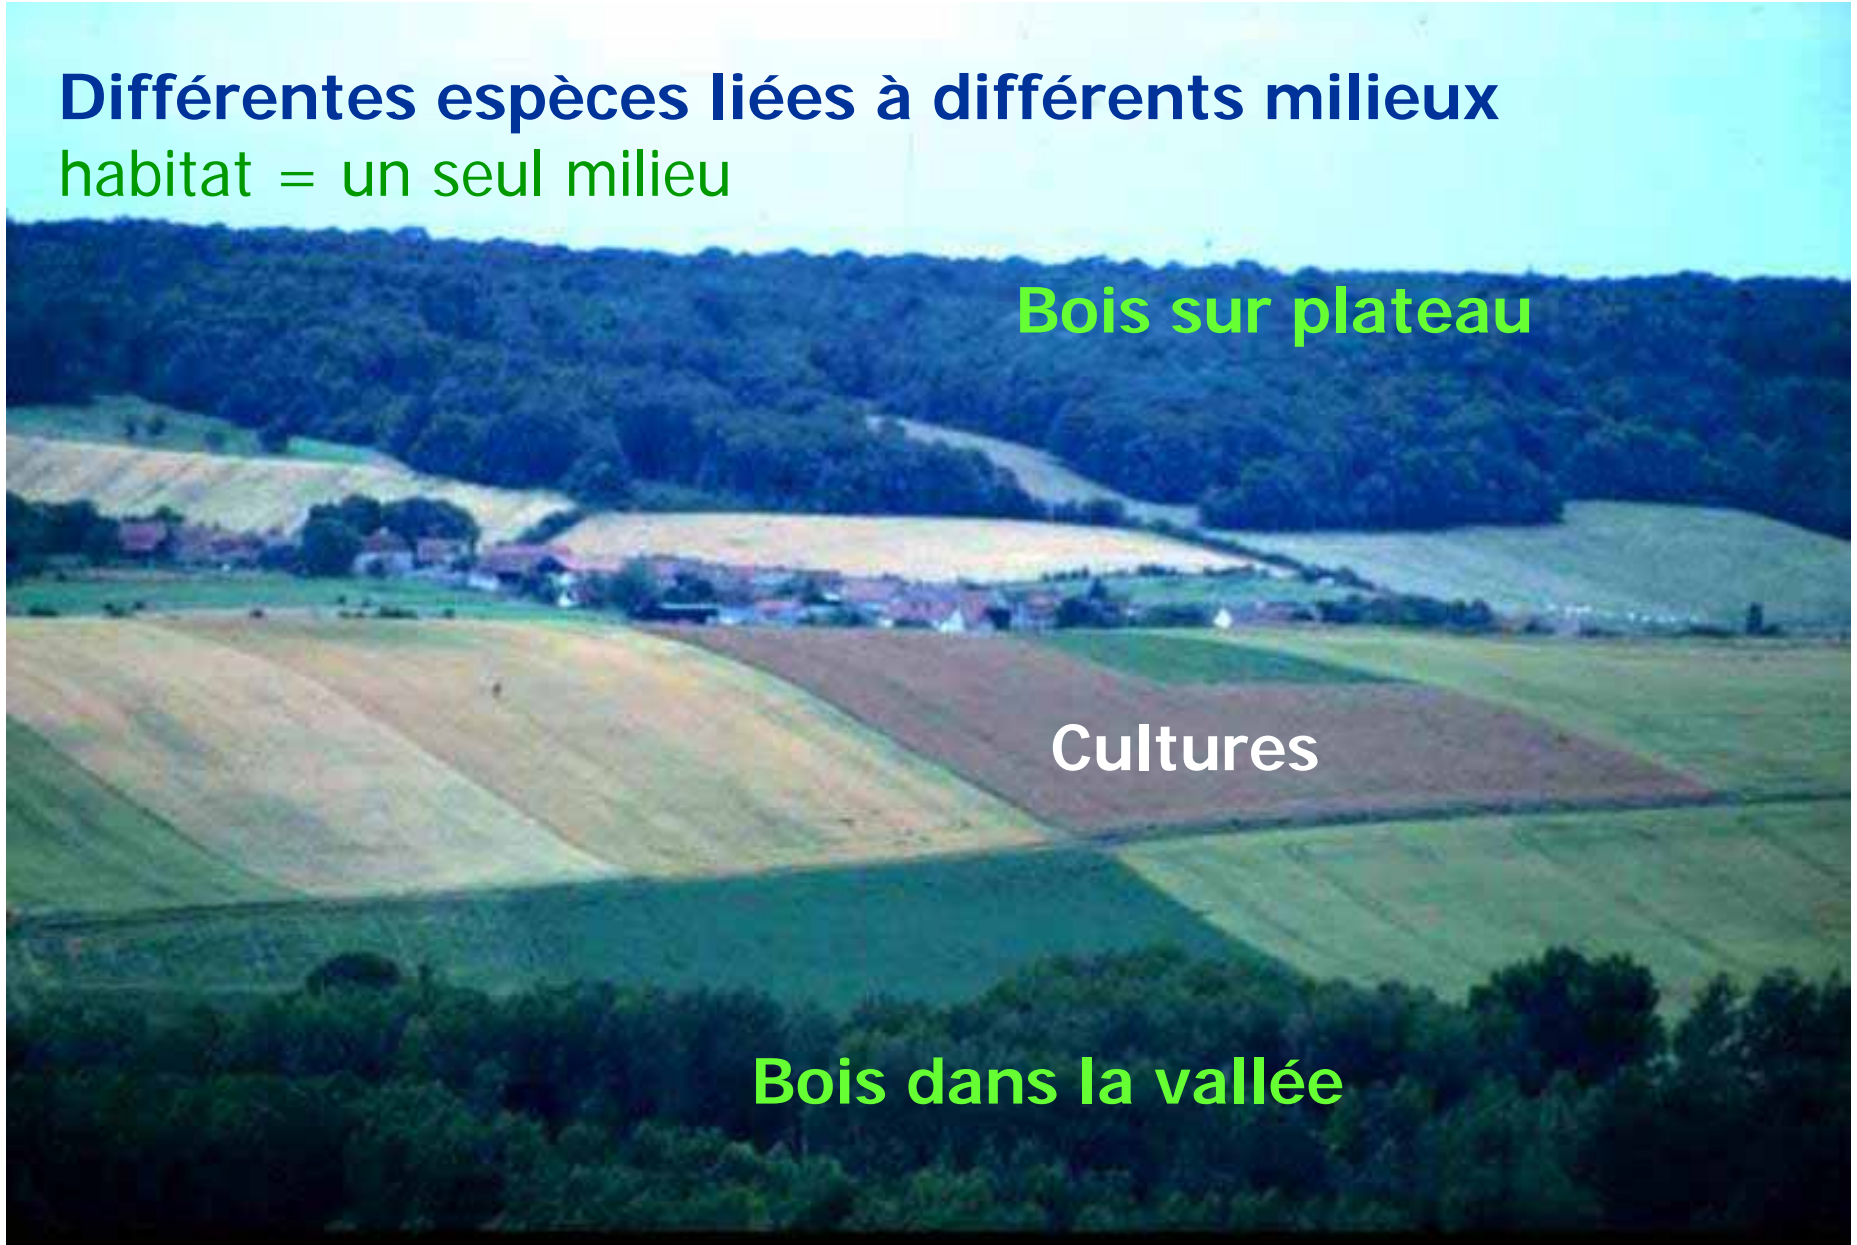 Différentes espèces liées à différents milieux
habitat = un seul milieu
Bois sur plateau
Cultures
Bois dans la vallée